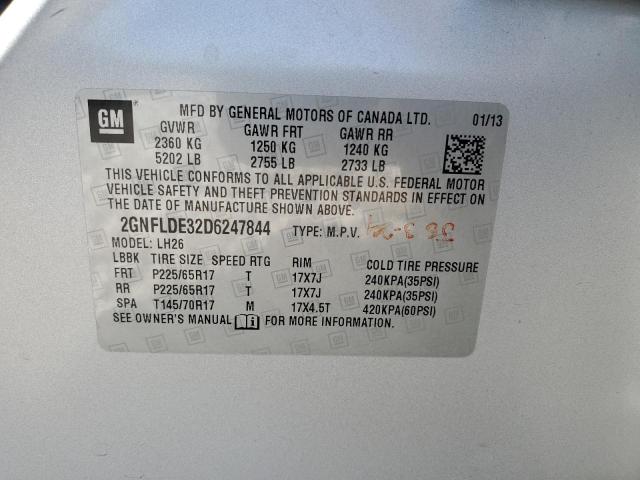 GM
MFD BY GENERAL MOTORS OF CANADA LTD. 01/13
GVWR GAWR FRT GAWR RR
2360 KG 1250 KG 1240 KG
5202 LB 2755 LB 2733 LB
THIS VEHICLE CONFORMS TO ALL APPLICABLE U.S. FEDERAL MOTOR
VEHICLE SAFETY AND THEFT PREVENTION STANDARDS IN EFFECT ON
THE DATE OF MANUFACTURE SHOWN ABOVE.
2GNFLDE32D6247844 TYPE: M.P.V.
MODEL: LH26
LBBK TIRE SIZE SPEED RTG RIM COLD TIRE PRESSURE
FRT P225/65R17 T 17X7J 240KPA(35PSI)
RR P225/65R17 T 17X7J 240KPA(35PSI)
SPA T145/70R17 M 17X4.5T 420KPA(60PSI)
SEE OWNER'S MANUAL FOR MORE INFORMATION.